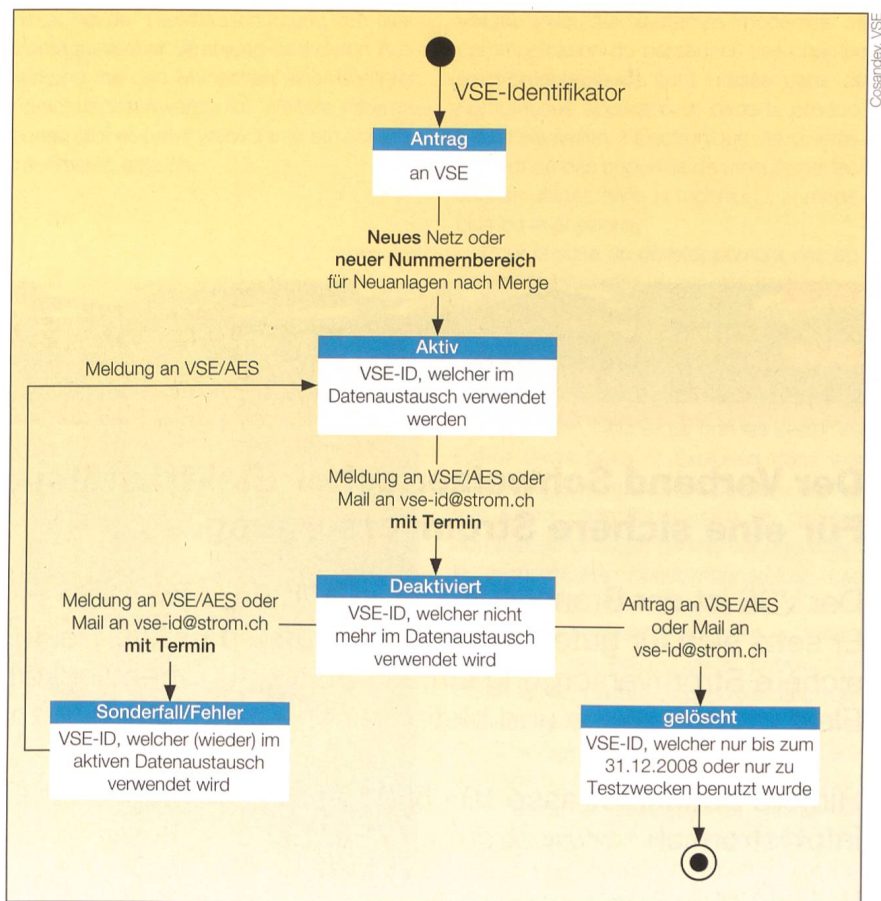 Cosandey, VSE
VSE-Identifikator
Antrag
an VSE
Neues Netz oder
neuer Nummernbereich
für Neuanlagen nach Merge
Meldung an VSE/AES
Aktiv
VSE-ID, welcher im
Datenaustausch verwendet
werden
Meldung an VSE/AES oder
Mail an vse-id@strom.ch
mit Termin
Deaktiviert
VSE-ID, welcher nicht
mehr im Datenaustausch
verwendet wird
Meldung an VSE/AES oder
Mail an vse-id@strom.ch
mit Termin
Antrag an VSE/AES
oder Mail an
vse-id@strom.ch
Sonderfall/Fehler
VSE-ID, welcher (wieder) im
aktiven Datenaustausch
verwendet wird
gelöscht
VSE-ID, welcher nur bis zum
31.12.2008 oder nur zu
Testzwecken benutzt wurde